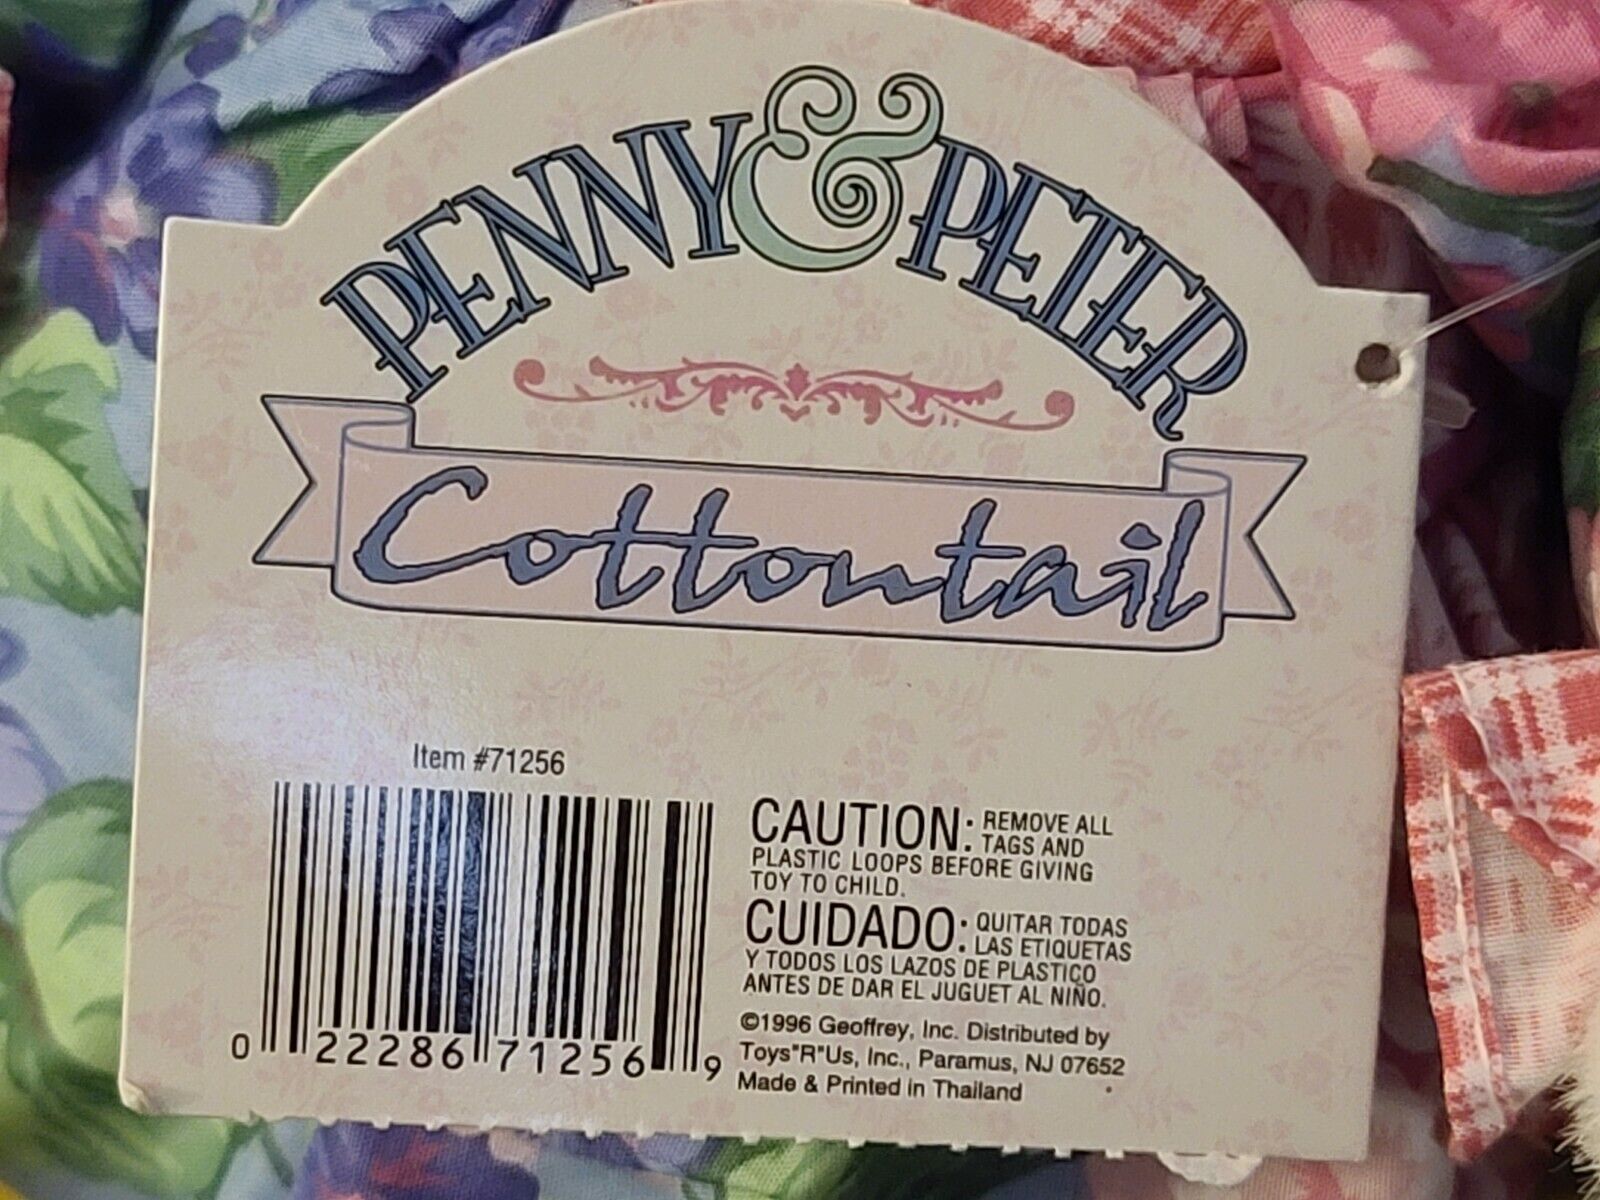 PENNY & PETER
Cottontail
Item #71256
0 22286 71256 9
CAUTION: REMOVE ALL
TAGS AND
PLASTIC LOOPS BEFORE GIVING
TOY TO CHILD.
CUIDADO: QUITAR TODAS
LAS ETIQUETAS
Y TODOS LOS LAZOS DE PLASTICO
ANTES DE DAR EL JUGUET AL NIÑO.
©1996 Geoffrey, Inc. Distributed by
Toys"R"Us, Inc., Paramus, NJ 07652
Made & Printed in Thailand